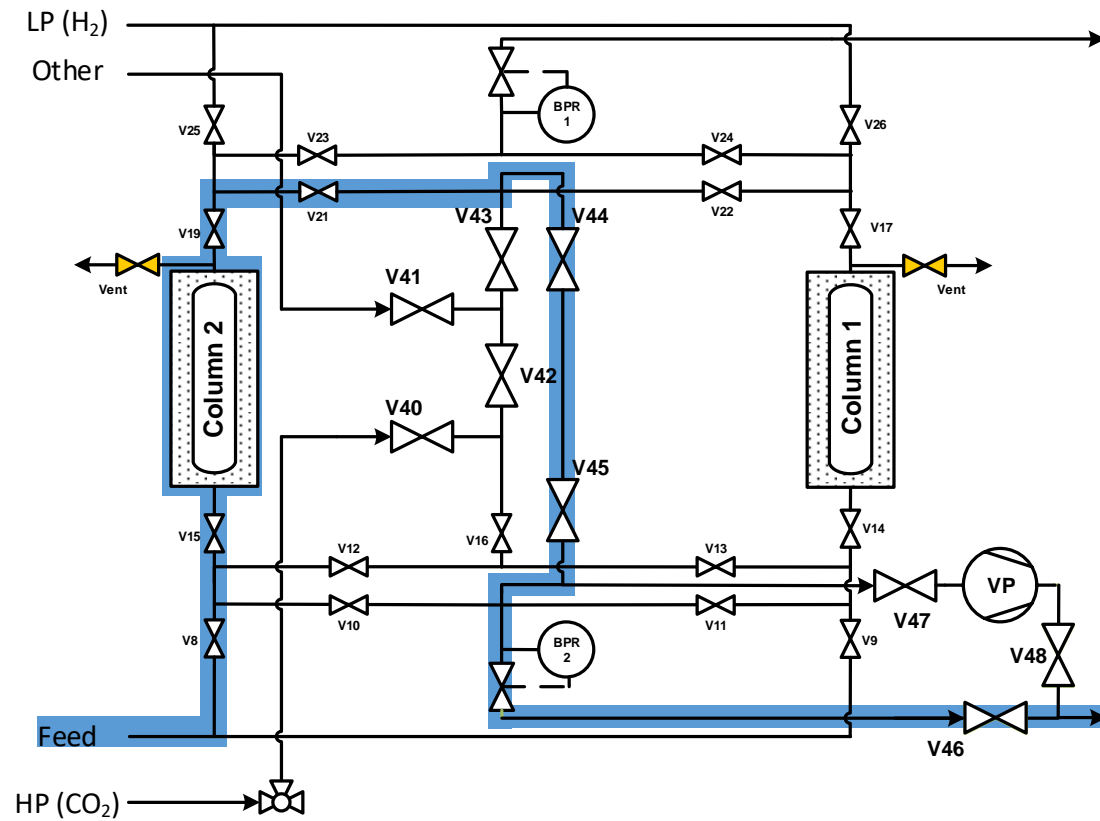 LP (H₂)
Other
BPR
1
V25
V23
V24
V26
V21
V22
V43
V44
V19
V17
Vent
V41
Vent
Column 2
Column 1
V42
V40
V45
V15
V16
V14
V12
V13
VP
V10
V11
V47
V8
BPR
2
V9
V48
Feed
V46
HP (CO₂)